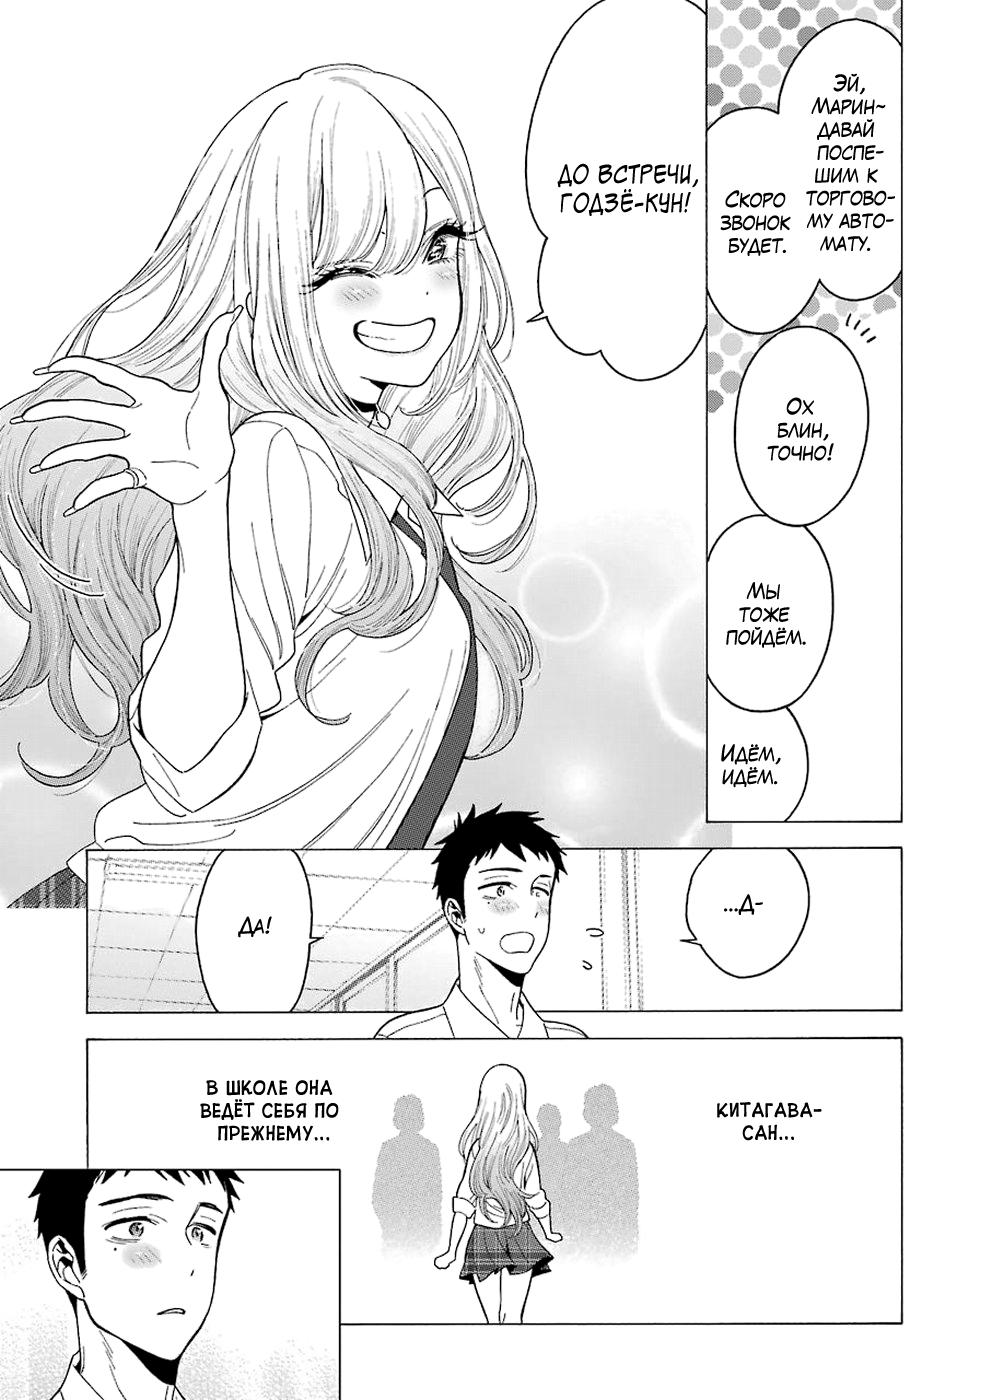 ЭЙ,
МАРИН~
ДАВАЙ
ПОСПЕ-
ШИМ К
ТОРГОВО-
МУ АВТО-
МАТУ.
СКОРО
ЗВОНОК
БУДЕТ.
ОХ
БЛИН,
ТОЧНО!
МЫ
ТОЖЕ
ПОЙДЁМ.
ИДЁМ,
ИДЁМ.
ДО ВСТРЕЧИ,
ГОДЗЁ-КУН!
...Д-
ДА!
КИТАГАВА-
САН...
В ШКОЛЕ ОНА
ВЕДЁТ СЕБЯ ПО
ПРЕЖНЕМУ...